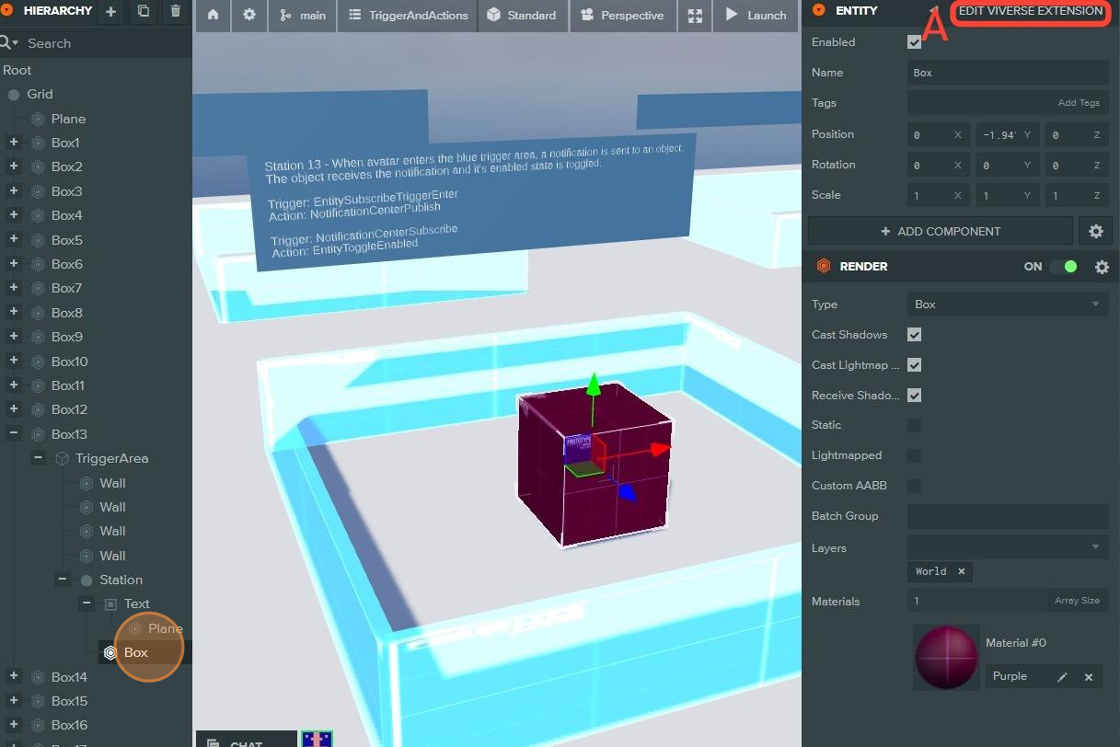 HIERARCHY
Search
Root
Grid
Plane
Box1
Box2
Box3
Box4
Box5
Box6
Box7
Box8
Box9
Box10
Box11
Box12
Box13
TriggerArea
Wall
Wall
Wall
Wall
Station
Text
Plane
Box
Box14
Box15
Box16
main
TriggerAndActions
Standard
Perspective
Launch
Station 13 - When avatar enters the blue trigger area, a notification is sent to an object.
The object receives the notification and it's enabled state is toggled.
Trigger: EntitySubscribeTriggerEnter
Action: NotificationCenterPublish
Trigger: NotificationCenterSubscribe
Action: EntityToggleEnabled
PROTOTYPE
CHAT
ENTITY
A
EDIT VIVERSE EXTENSION
Enabled
Name Box
Tags Add Tags
Position 0 X -1.94 Y 0 Z
Rotation 0 X 0 Y 0 Z
Scale 1 X 1 Y 1 Z
+ ADD COMPONENT
RENDER ON
Type Box
Cast Shadows
Cast Lightmap ...
Receive Shado...
Static
Lightmapped
Custom AABB
Batch Group
Layers
World
Materials 1 Array Size
Material #0
Purple